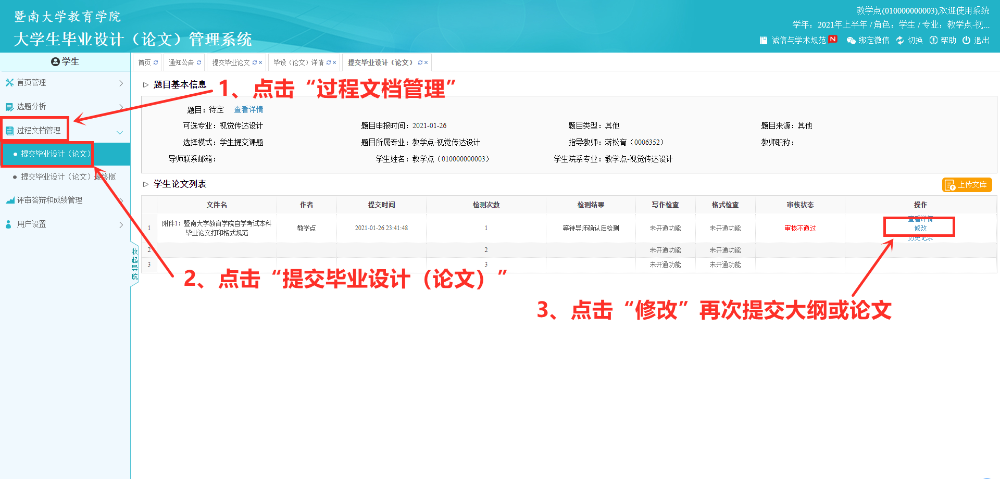 暨南大学教育学院
大学生毕业设计（论文）管理系统
教学点(010000000003),欢迎使用系统
学年：2021年上半年 / 角色：学生 / 专业：教学点-视...
诚信与学术规范 N 绑定微信 切换 帮助 退出
学生
首页 通知公告 提交毕业论文 毕设（论文）详情 提交毕业设计（论文）
首页管理
选题分析
过程文档管理
提交毕业设计（论文）
提交毕业设计（论文）最终版
评审答辩和成绩管理
用户设置
收起导航
题目基本信息
1、点击“过程文档管理”
题目：待定 查看详情
可选专业：视觉传达设计 题目申报时间：2021-01-26 题目类型：其他 题目来源：其他
选择模式：学生提交课题 题目所属专业：教学点-视觉传达设计 指导教师：蒋松育（0006352） 教师职称：
导师联系邮箱： 学生姓名：教学点（010000000003） 学生院系专业：教学点-视觉传达设计
学生论文列表
上传文库
文件名 作者 提交时间 检测次数 检测结果 写作检查 格式检查 审核状态 操作
1 附件1：暨南大学教育学院自学考试本科毕业论文打印格式规范 教学点 2021-01-26 23:41:48 1 等待导师确认后检测 未开通功能 未开通功能 审核不通过 查看详情
修改
历史记录
2 2 未开通功能 未开通功能
3 3 未开通功能 未开通功能
2、点击“提交毕业设计（论文）”
3、点击“修改”再次提交大纲或论文